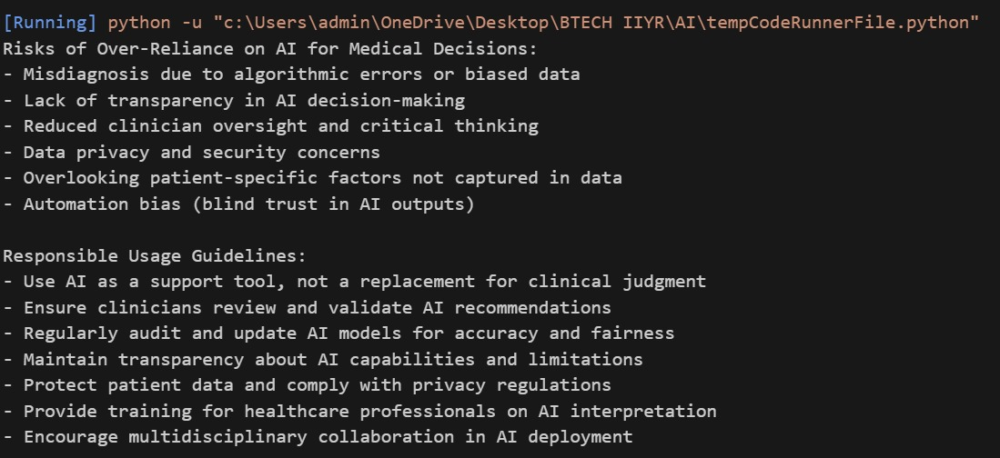 [Running] python -u "c:\Users\admin\OneDrive\Desktop\BTECH IIYR\AI\tempCodeRunnerFile.python"
Risks of Over-Reliance on AI for Medical Decisions:
- Misdiagnosis due to algorithmic errors or biased data
- Lack of transparency in AI decision-making
- Reduced clinician oversight and critical thinking
- Data privacy and security concerns
- Overlooking patient-specific factors not captured in data
- Automation bias (blind trust in AI outputs)
Responsible Usage Guidelines:
- Use AI as a support tool, not a replacement for clinical judgment
- Ensure clinicians review and validate AI recommendations
- Regularly audit and update AI models for accuracy and fairness
- Maintain transparency about AI capabilities and limitations
- Protect patient data and comply with privacy regulations
- Provide training for healthcare professionals on AI interpretation
- Encourage multidisciplinary collaboration in AI deployment